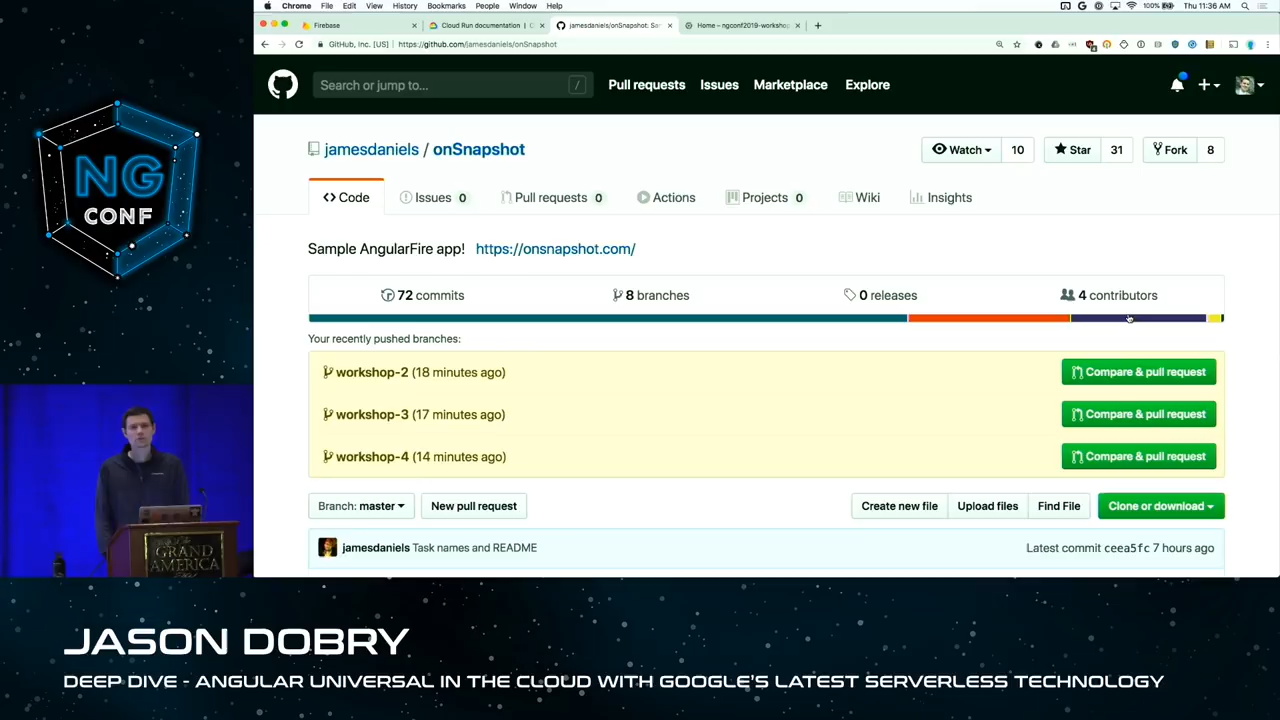 Chrome File Edit View History Bookmarks People Window Help
100% Thu 11:36 AM
Firebase
Cloud Run documentation
jamesdaniels/onSnapshot: Sa
Home – ngconf2019-worksho
GitHub, Inc. [US] https://github.com/jamesdaniels/onSnapshot
Search or jump to... /
Pull requests Issues Marketplace Explore
jamesdaniels / onSnapshot
Watch 10 Star 31 Fork 8
Code Issues 0 Pull requests 0 Actions Projects 0 Wiki Insights
Sample AngularFire app! https://onsnapshot.com/
72 commits 8 branches 0 releases 4 contributors
Your recently pushed branches:
workshop-2 (18 minutes ago) Compare & pull request
workshop-3 (17 minutes ago) Compare & pull request
workshop-4 (14 minutes ago) Compare & pull request
Branch: master New pull request Create new file Upload files Find File Clone or download
jamesdaniels Task names and README Latest commit ceea5fc 7 hours ago
NG
CONF
GRAND
AMERICA
JASON DOBRY
DEEP DIVE - ANGULAR UNIVERSAL IN THE CLOUD WITH GOOGLE'S LATEST SERVERLESS TECHNOLOGY